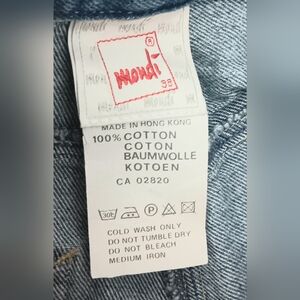 mondi
®
38
MADE IN HONG KONG
100% COTTON
COTON
BAUMWOLLE
KOTOEN
CA 02820
30E P
COLD WASH ONLY
DO NOT TUMBLE DRY
DO NOT BLEACH
MEDIUM IRON